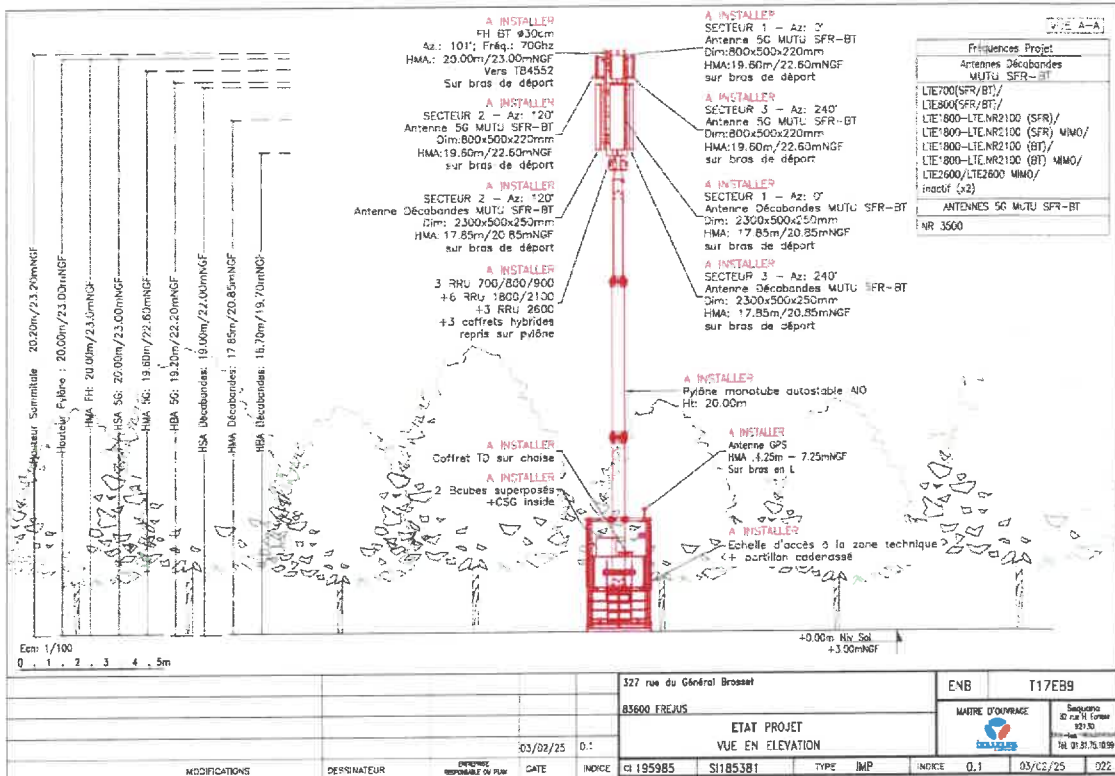 A INSTALLER
FH BT ø30cm
Az.: 101°; Fréq.: 70Ghz
HMA.: 20.00m/23.00mNGF
Vers T84552
Sur bras de départ
A INSTALLER
SECTEUR 2 - Az: 120°
Antenne 5G MUTU SFR-BT
Dim:800x500x220mm
HMA:19.60m/22.60mNGF
sur bras de départ
A INSTALLER
SECTEUR 2 - Az: 120°
Antenne Décabandes MUTU SFR-BT
Dim: 2300x500x250mm
HMA: 17.85m/20.85mNGF
sur bras de départ
A INSTALLER
3 RRU 700/800/900
+6 RRU 1800/2100
+3 RRU 2600
+3 coffrets hybrides
repris sur pylône
A INSTALLER
Coffret TD sur chaise
A INSTALLER
2 Bcubes superposés
+CSG inside
A INSTALLER
SECTEUR 1 - Az: 0°
Antenne 5G MUTU SFR-BT
Dim:800x500x220mm
HMA:19.60m/22.60mNGF
sur bras de départ
A INSTALLER
SECTEUR 3 - Az: 240°
Antenne 5G MUTU SFR-BT
Dim:800x500x220mm
HMA:19.60m/22.60mNGF
sur bras de départ
A INSTALLER
SECTEUR 1 - Az: 0°
Antenne Décabandes MUTU SFR-BT
Dim: 2300x500x250mm
HMA: 17.85m/20.85mNGF
sur bras de départ
A INSTALLER
SECTEUR 3 - Az: 240°
Antenne Décabandes MUTU SFR-BT
Dim: 2300x500x250mm
HMA: 17.85m/20.85mNGF
sur bras de départ
A INSTALLER
Pylône monotube autostable AIO
Ht: 20.00m
A INSTALLER
Antenne GPS
HMA :4.25m - 7.25mNGF
Sur bras en L
A INSTALLER
Echelle d'accès à la zone technique
+ portillon cadenassé
VUE A-A
Fréquences Projet
Antennes Décabandes
MUTU SFR-BT
LTE700(SFR/BT)/
LTE800(SFR/BT)/
LTE1800-LTE.NR2100 (SFR)/
LTE1800-LTE.NR2100 (SFR) MIMO/
LTE1800-LTE.NR2100 (BT)/
LTE1800-LTE.NR2100 (BT) MIMO/
LTE2600/LTE2600 MIMO/
inactif (x2)
ANTENNES 5G MUTU SFR-BT
NR 3500
Hauteur Sommitale 20.20m/23.20mNGF
Hauteur Pylône : 20.00m/23.00mNGF
HMA FH: 20.00m/23.0mNGF
HSA 5G: 20.00m/23.00mNGF
HMA 5G: 19.60m/22.60mNGF
HBA 5G: 19.20m/22.20mNGF
HSA Décabandes: 19.00m/22.00mNGF
HMA Décabandes: 17.85m/20.85mNGF
HBA Décabandes: 16.70m/19.70mNGF
+0.00m Niv Sol
+3.00mNGF
Ech: 1/100
0 . 1 . 2 . 3 4 . 5m
327 rue du Général Brosset
83600 FREJUS
ETAT PROJET
VUE EN ELEVATION
ENB T17EB9
MAITRE D'OUVRAGE
bouygues
03/02/25 0.1
MODIFICATIONS DESSINATEUR ENTREPRISE RESPONSABLE DU PLAN DATE INDICE
CI 195985 SI185381 TYPE IMP INDICE 0.1 03/02/25 022